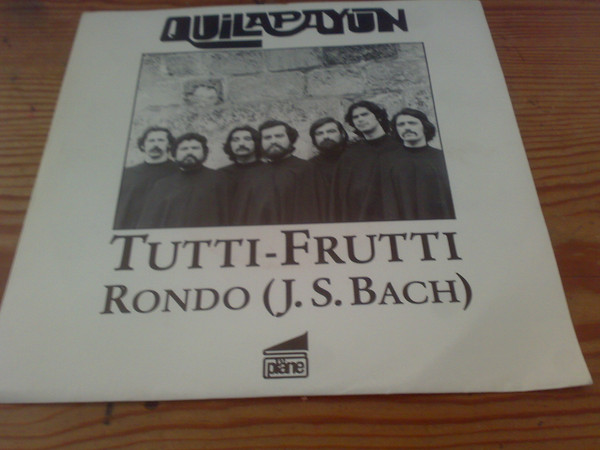 QUILAPAYUN
TUTTI-FRUTTI
RONDO (J. S. BACH)
pläne